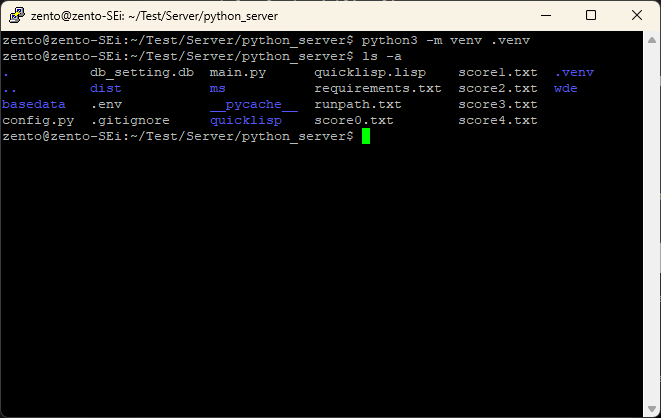 zento@zento-SEi: ~/Test/Server/python_server
zento@zento-SEi:~/Test/Server/python_server$ python3 -m venv .venv
zento@zento-SEi:~/Test/Server/python_server$ ls -a
. db_setting.db main.py quicklisp.lisp score1.txt .venv
.. dist ms requirements.txt score2.txt wde
basedata .env __pycache__ runpath.txt score3.txt
config.py .gitignore quicklisp score0.txt score4.txt
zento@zento-SEi:~/Test/Server/python_server$